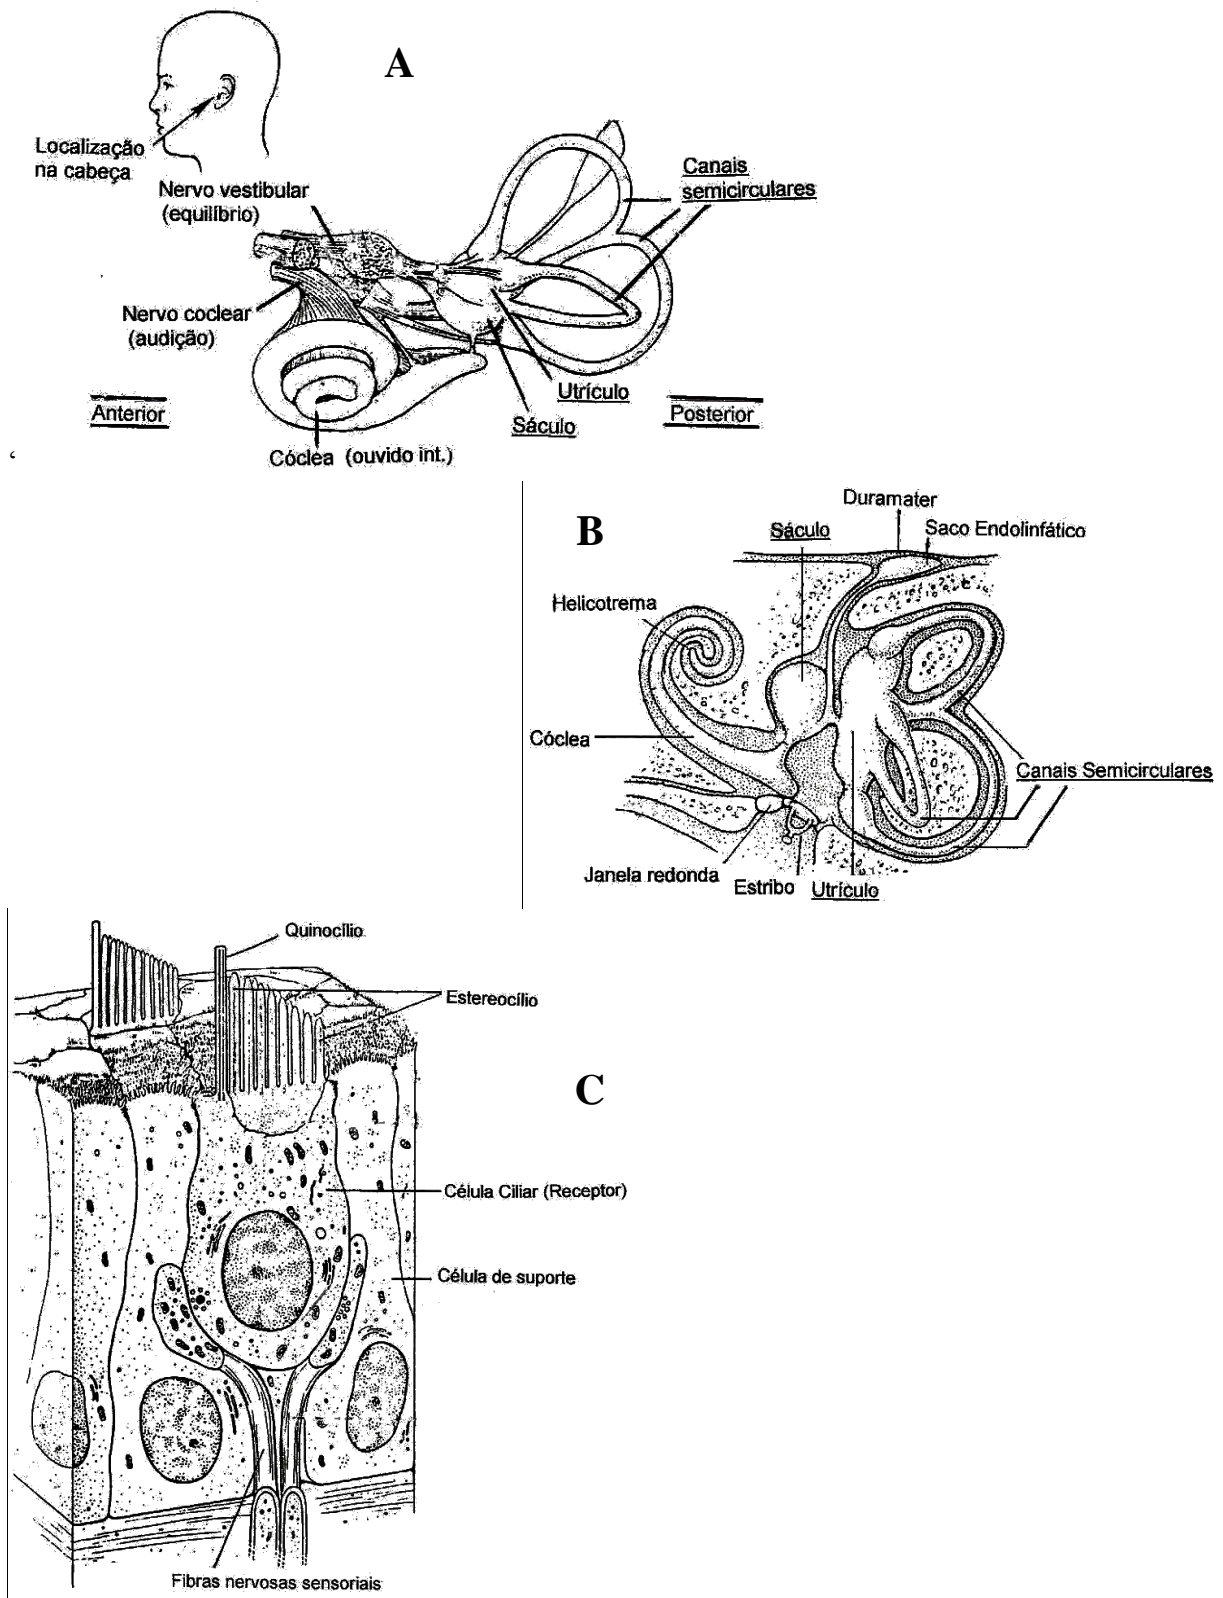 A
Localização
na cabeça
Nervo vestibular
(equilíbrio)
Canais
semicirculares
Nervo coclear
(audição)
Utrículo
Anterior
Posterior
Sáculo
Cóclea (ouvido int.)
B
Duramater
Sáculo
Saco Endolinfático
Helicotrema
Cóclea
Canais Semicirculares
Janela redonda
Estribo
Utrículo
Quinocílio
Estereocílio
C
Célula Ciliar (Receptor)
Célula de suporte
Fibras nervosas sensoriais